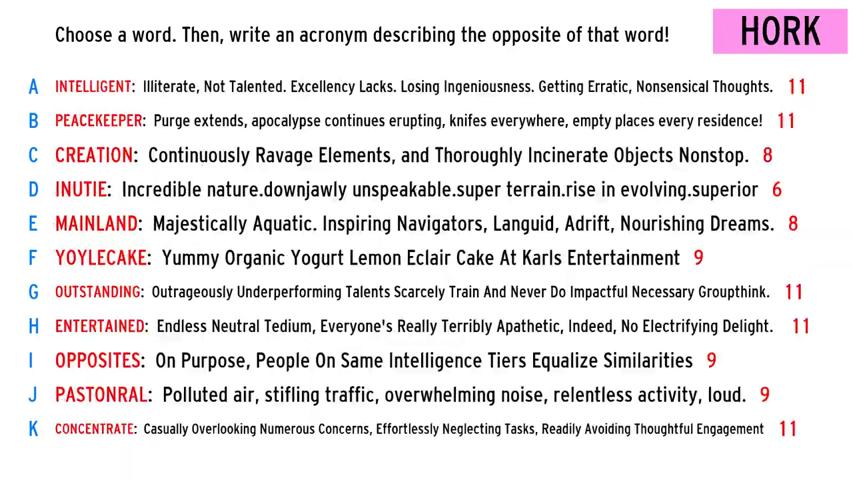 Choose a word. Then, write an acronym describing the opposite of that word!
HORK
A INTELLIGENT: Illiterate, Not Talented. Excellency Lacks. Losing Ingeniousness. Getting Erratic, Nonsensical Thoughts. 11
B PEACEKEEPER: Purge extends, apocalypse continues erupting, knifes everywhere, empty places every residence! 11
C CREATION: Continuously Ravage Elements, and Thoroughly Incinerate Objects Nonstop. 8
D INUTIE: Incredible nature.downjawly unspeakable.super terrain.rise in evolving.superior 6
E MAINLAND: Majestically Aquatic. Inspiring Navigators, Languid, Adrift, Nourishing Dreams. 8
F YOYLECAKE: Yummy Organic Yogurt Lemon Eclair Cake At Karls Entertainment 9
G OUTSTANDING: Outrageously Underperforming Talents Scarcely Train And Never Do Impactful Necessary Groupthink. 11
H ENTERTAINED: Endless Neutral Tedium, Everyone's Really Terribly Apathetic, Indeed, No Electrifying Delight. 11
I OPPOSITES: On Purpose, People On Same Intelligence Tiers Equalize Similarities 9
J PASTONRAL: Polluted air, stifling traffic, overwhelming noise, relentless activity, loud. 9
K CONCENTRATE: Casually Overlooking Numerous Concerns, Effortlessly Neglecting Tasks, Readily Avoiding Thoughtful Engagement 11